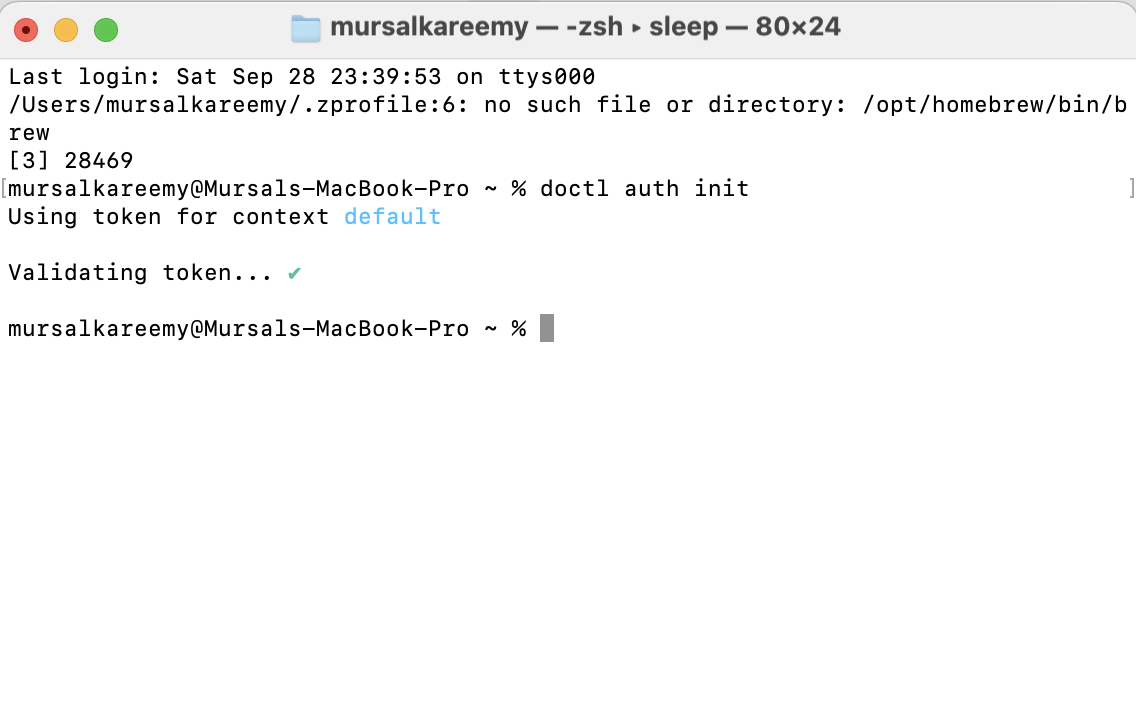 mursalkareemy — -zsh ▸ sleep — 80×24
Last login: Sat Sep 28 23:39:53 on ttys000
/Users/mursalkareemy/.zprofile:6: no such file or directory: /opt/homebrew/bin/b
rew
[3] 28469
[mursalkareemy@Mursals-MacBook-Pro ~ % doctl auth init ]
Using token for context default
Validating token... ✔
mursalkareemy@Mursals-MacBook-Pro ~ %